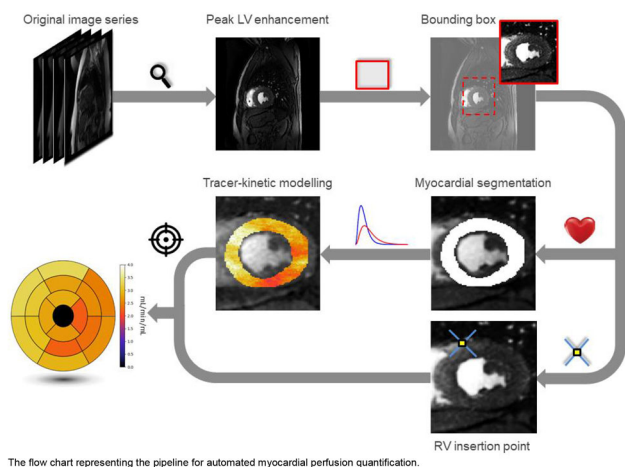 Original image series
Peak LV enhancement
Bounding box
Tracer-kinetic modelling
Myocardial segmentation
4.0
3.5
3.0
2.5
2.0
1.5
1.0
0.5
0.0
mL/min/mL
RV insertion point
The flow chart representing the pipeline for automated myocardial perfusion quantification.